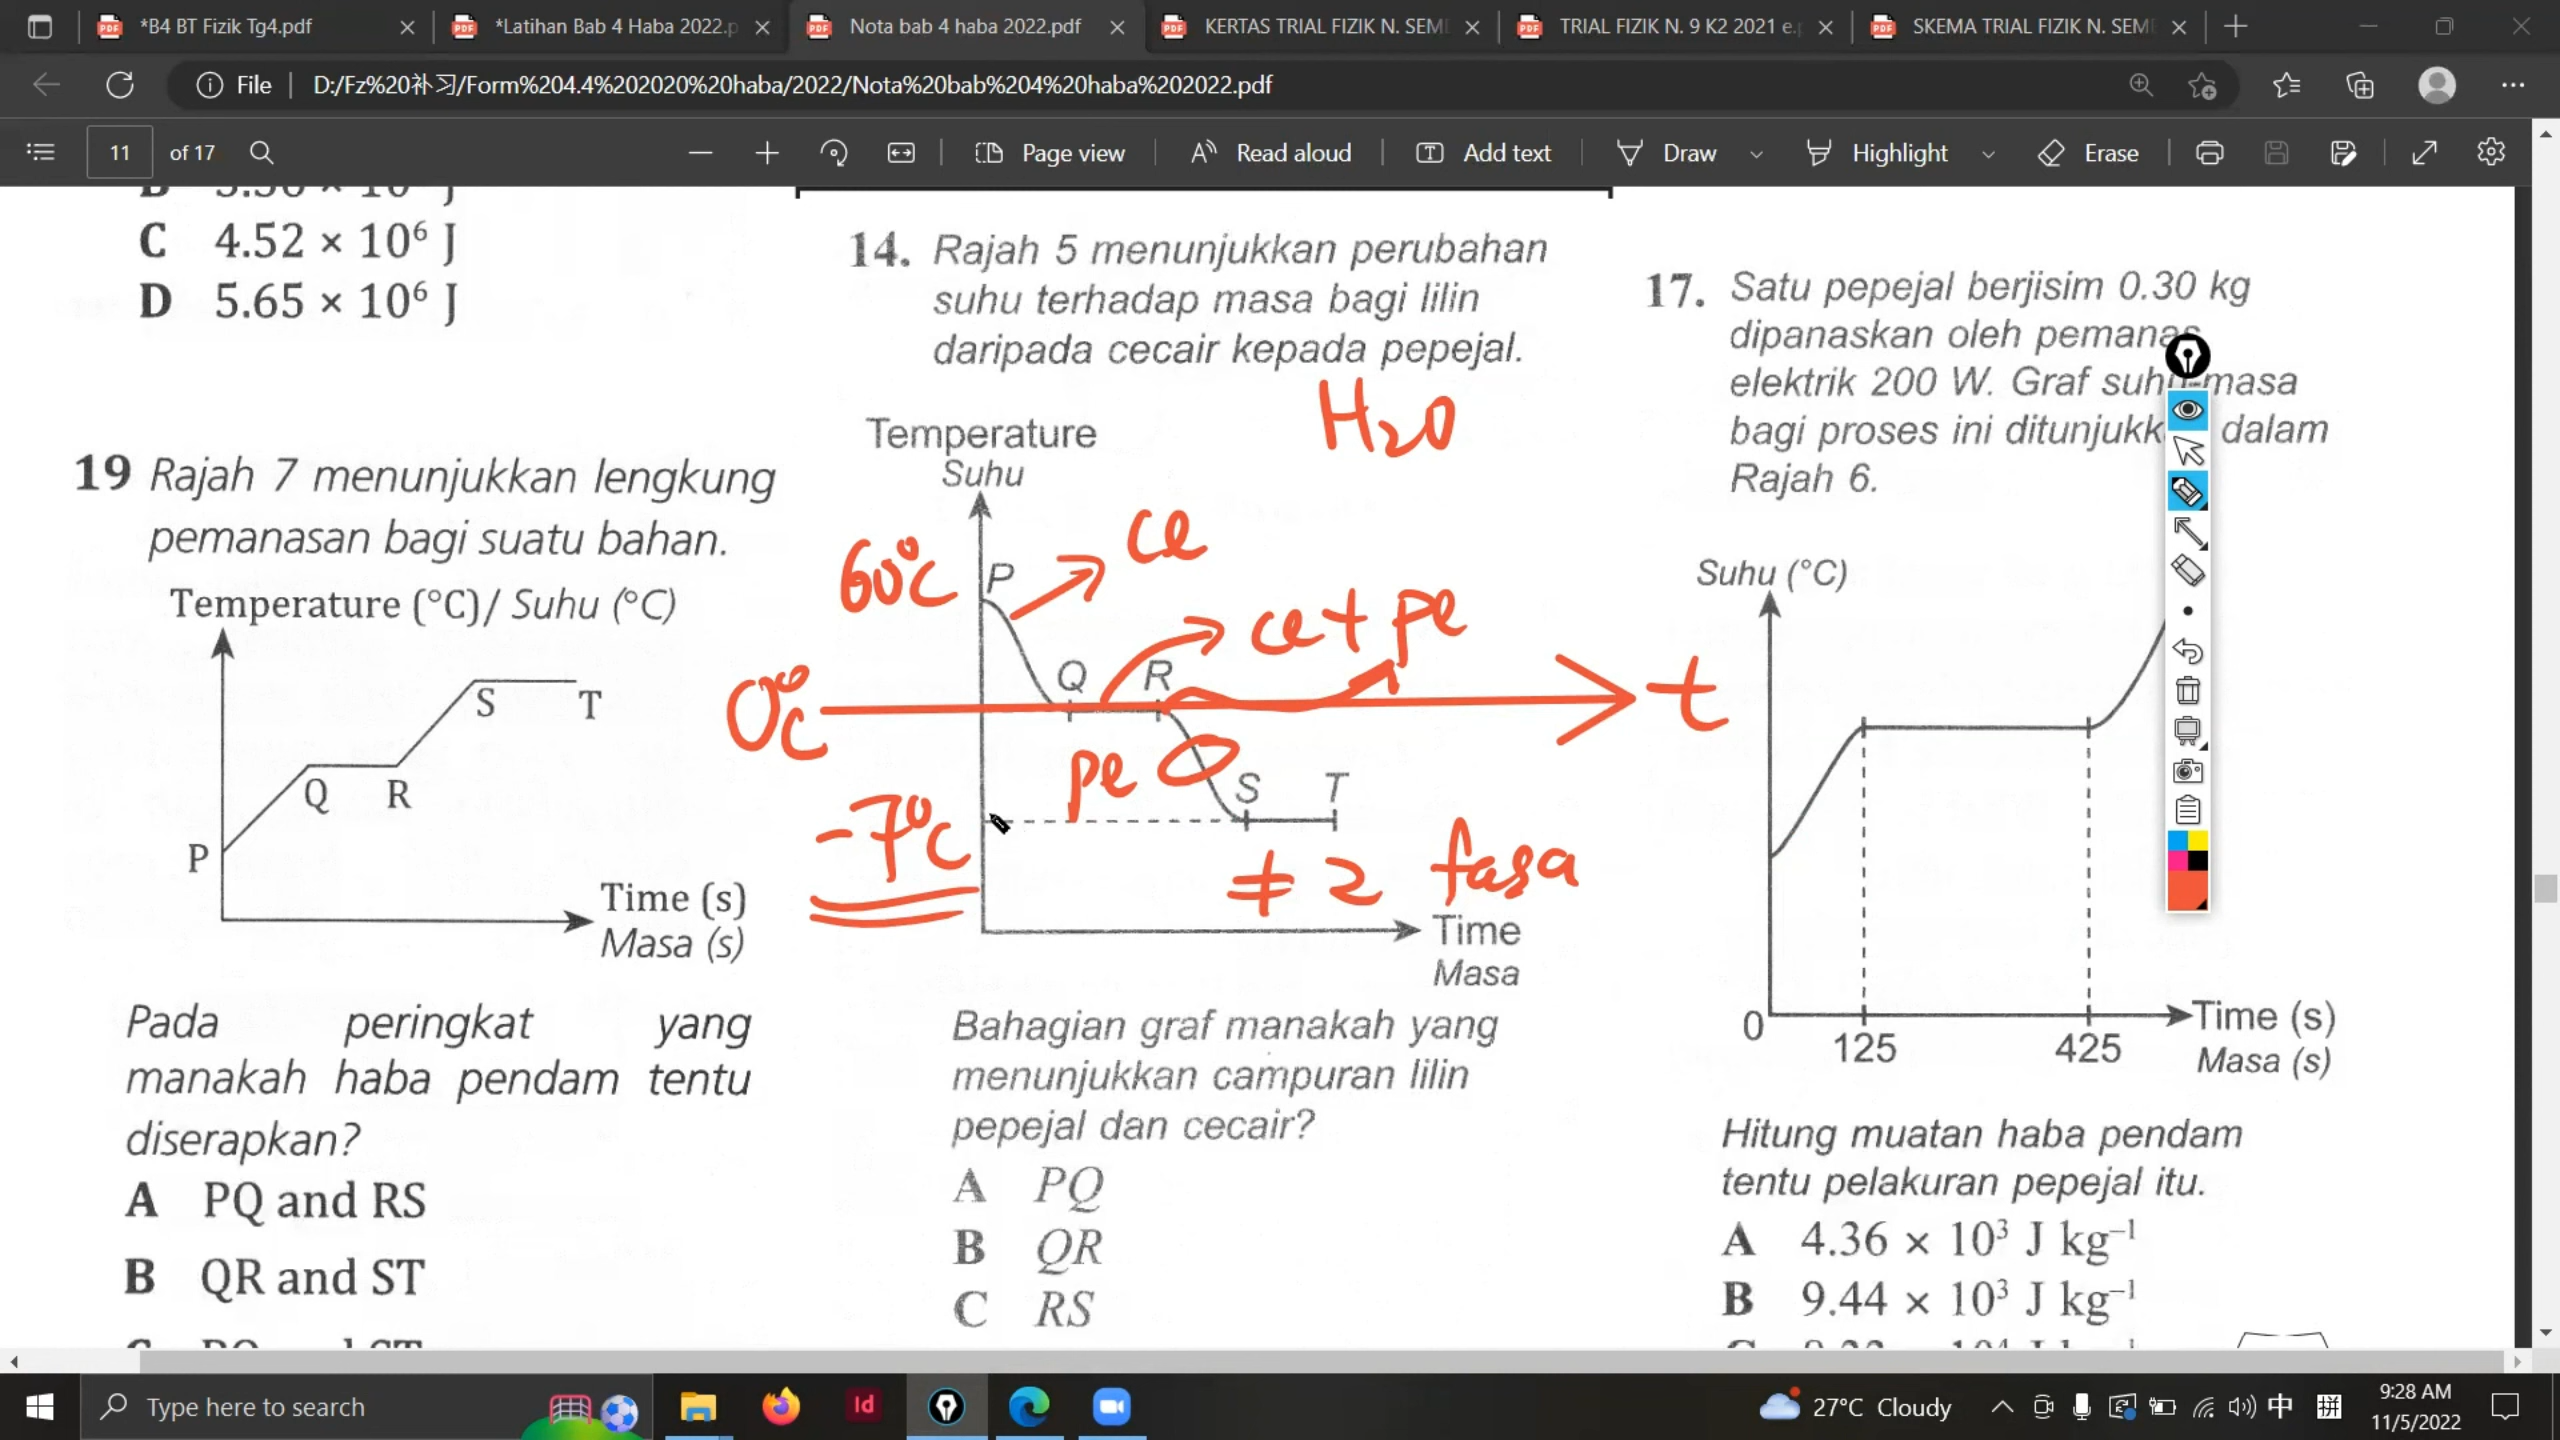 *B4 BT Fizik Tg4.pdf
*Latihan Bab 4 Haba 2022.p
Nota bab 4 haba 2022.pdf
KERTAS TRIAL FIZIK N. SEM
TRIAL FIZIK N. 9 K2 2021 e.
SKEMA TRIAL FIZIK N. SEM
File
D:/Fz%20补习/Form%204.4%202020%20haba/2022/Nota%20bab%204%20haba%202022.pdf
11 of 17
Page view
Read aloud
Add text
Draw
Highlight
Erase
C 4.52 × 10⁶ J
D 5.65 × 10⁶ J
19 Rajah 7 menunjukkan lengkung
pemanasan bagi suatu bahan.
Temperature (°C)/ Suhu (°C)
S
T
Q
R
P
Time (s)
Masa (s)
Pada peringkat yang
manakah haba pendam tentu
diserapkan?
A PQ and RS
B QR and ST
14. Rajah 5 menunjukkan perubahan
suhu terhadap masa bagi lilin
daripada cecair kepada pepejal.
H₂O
Temperature
Suhu
ce
60°C
P
ce + pe
Q
R
0°C
t
pe
S
T
-7°C
≠ 2 fasa
Time
Masa
Bahagian graf manakah yang
menunjukkan campuran lilin
pepejal dan cecair?
A PQ
B QR
C RS
17. Satu pepejal berjisim 0.30 kg
dipanaskan oleh pemanas
elektrik 200 W. Graf suhu-masa
bagi proses ini ditunjukk dalam
Rajah 6.
Suhu (°C)
0
125
425
Time (s)
Masa (s)
Hitung muatan haba pendam
tentu pelakuran pepejal itu.
A 4.36 × 10³ J kg⁻¹
B 9.44 × 10³ J kg⁻¹
Type here to search
Id
27°C Cloudy
中
拼
9:28 AM
11/5/2022